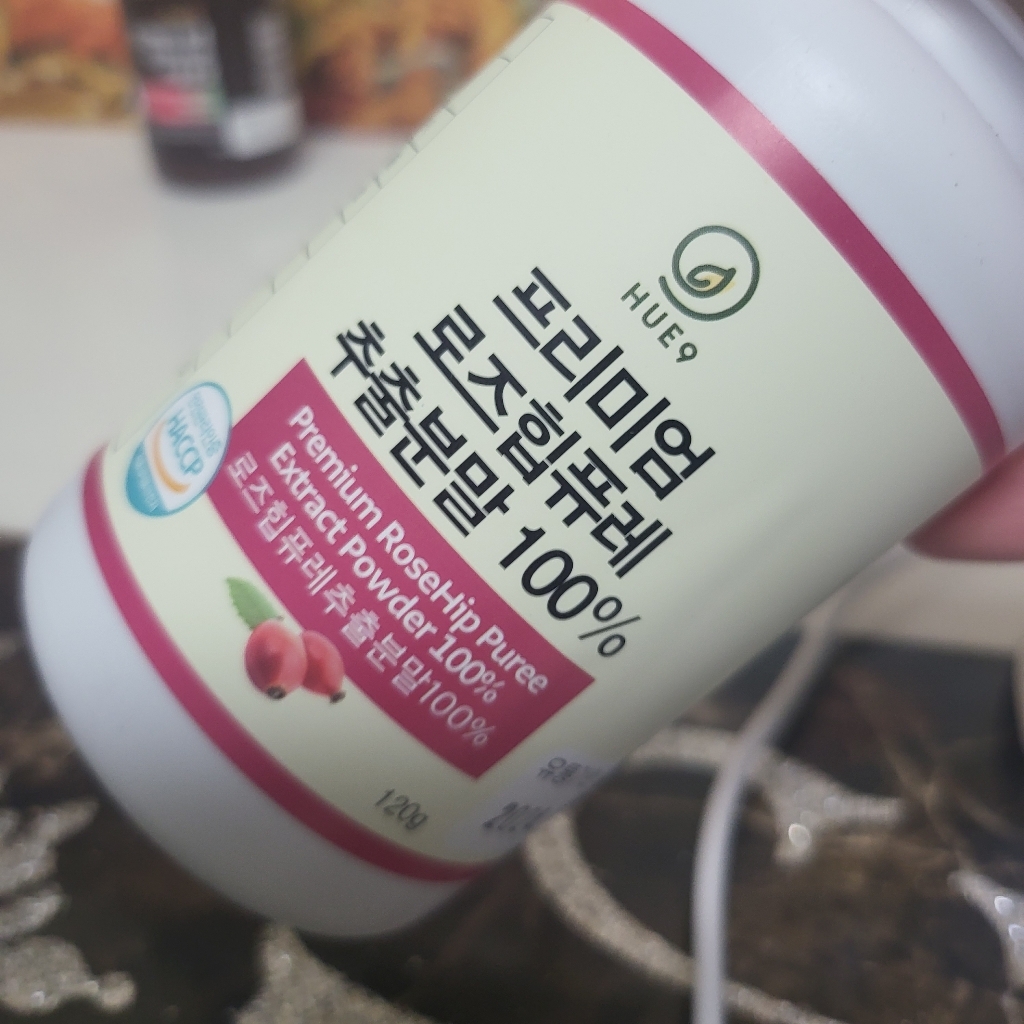 HUE9
프리미엄
로즈힙퓨레
추출분말 100%
Premium RoseHip Puree
Extract Powder 100%
로즈힙퓨레추출분말100%
HACCP
120g